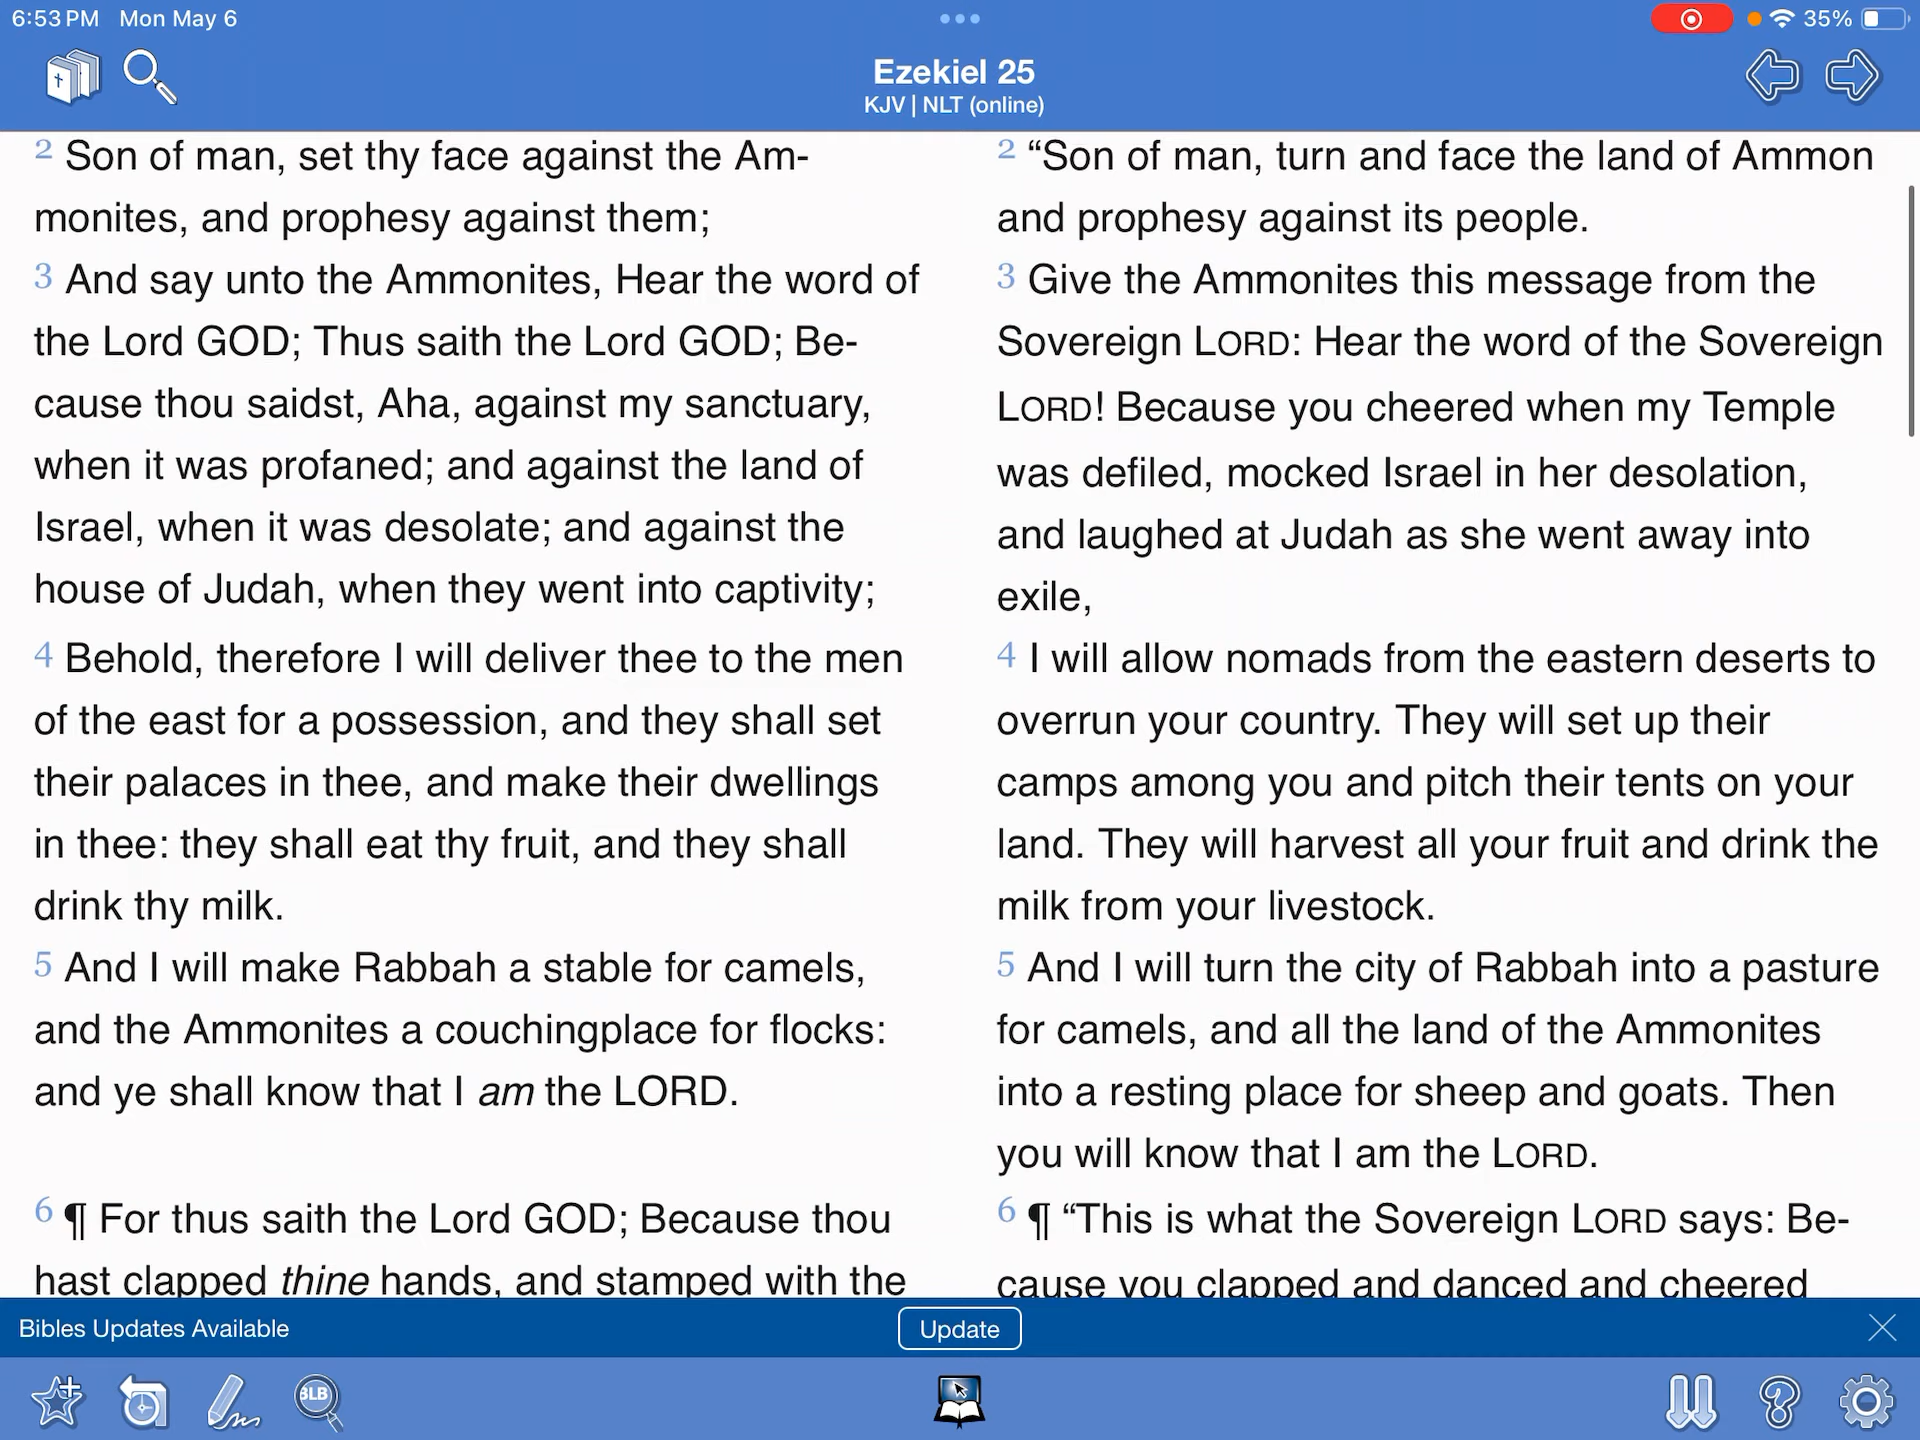 6:53 PM Mon May 6
35%
Ezekiel 25
KJV | NLT (online)
2 Son of man, set thy face against the Am-
monites, and prophesy against them;
3 And say unto the Ammonites, Hear the word of
the Lord GOD; Thus saith the Lord GOD; Be-
cause thou saidst, Aha, against my sanctuary,
when it was profaned; and against the land of
Israel, when it was desolate; and against the
house of Judah, when they went into captivity;
4 Behold, therefore I will deliver thee to the men
of the east for a possession, and they shall set
their palaces in thee, and make their dwellings
in thee: they shall eat thy fruit, and they shall
drink thy milk.
5 And I will make Rabbah a stable for camels,
and the Ammonites a couchingplace for flocks:
and ye shall know that I am the LORD.
6 ¶ For thus saith the Lord GOD; Because thou
hast clapped thine hands, and stamped with the
2 “Son of man, turn and face the land of Ammon
and prophesy against its people.
3 Give the Ammonites this message from the
Sovereign LORD: Hear the word of the Sovereign
LORD! Because you cheered when my Temple
was defiled, mocked Israel in her desolation,
and laughed at Judah as she went away into
exile,
4 I will allow nomads from the eastern deserts to
overrun your country. They will set up their
camps among you and pitch their tents on your
land. They will harvest all your fruit and drink the
milk from your livestock.
5 And I will turn the city of Rabbah into a pasture
for camels, and all the land of the Ammonites
into a resting place for sheep and goats. Then
you will know that I am the LORD.
6 ¶ “This is what the Sovereign LORD says: Be-
cause you clapped and danced and cheered
Bibles Updates Available
Update
BLB